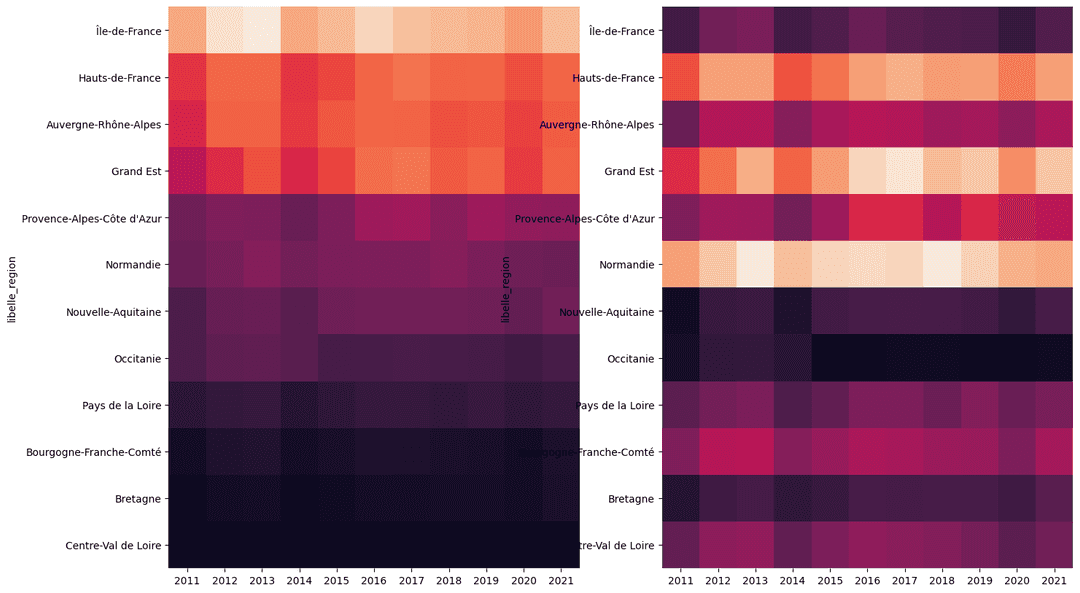 libelle_region
Île-de-France
Hauts-de-France
Auvergne-Rhône-Alpes
Grand Est
Provence-Alpes-Côte d'Azur
Normandie
Nouvelle-Aquitaine
Occitanie
Pays de la Loire
Bourgogne-Franche-Comté
Bretagne
Centre-Val de Loire
2011 2012 2013 2014 2015 2016 2017 2018 2019 2020 2021
libelle_region
Île-de-France
Hauts-de-France
Auvergne-Rhône-Alpes
Grand Est
Provence-Alpes-Côte d'Azur
Normandie
Nouvelle-Aquitaine
Occitanie
Pays de la Loire
Bourgogne-Franche-Comté
Bretagne
tre-Val de Loire
2011 2012 2013 2014 2015 2016 2017 2018 2019 2020 2021